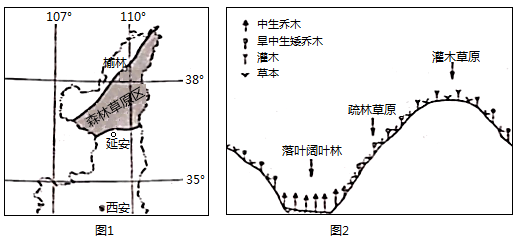 107° 110°
榆林
38°
森林草原区
延安
35°
西安
图1
中生乔木
旱中生矮乔木
灌木
草本
灌木草原
疏林草原
落叶阔叶林
图2